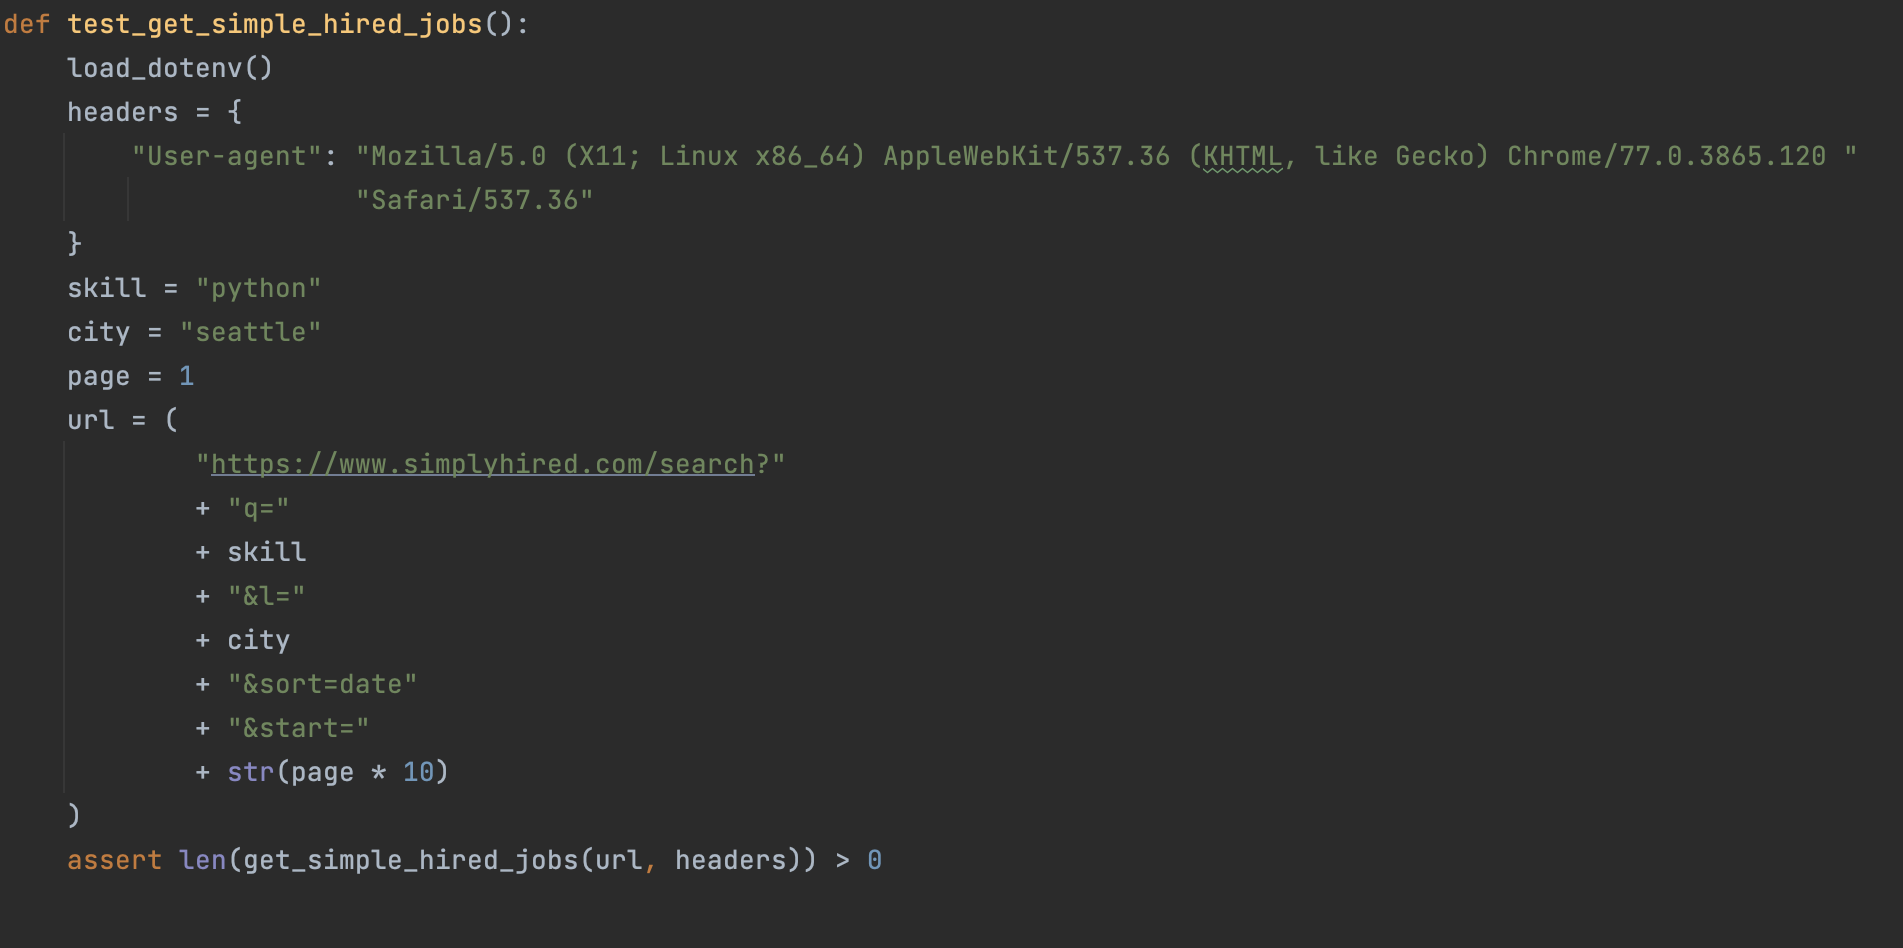 def test_get_simple_hired_jobs():
    load_dotenv()
    headers = {
        "User-agent": "Mozilla/5.0 (X11; Linux x86_64) AppleWebKit/537.36 (KHTML, like Gecko) Chrome/77.0.3865.120 "
                      "Safari/537.36"
    }
    skill = "python"
    city = "seattle"
    page = 1
    url = (
            "https://www.simplyhired.com/search?"
            + "q="
            + skill
            + "&l="
            + city
            + "&sort=date"
            + "&start="
            + str(page * 10)
    )
    assert len(get_simple_hired_jobs(url, headers)) > 0